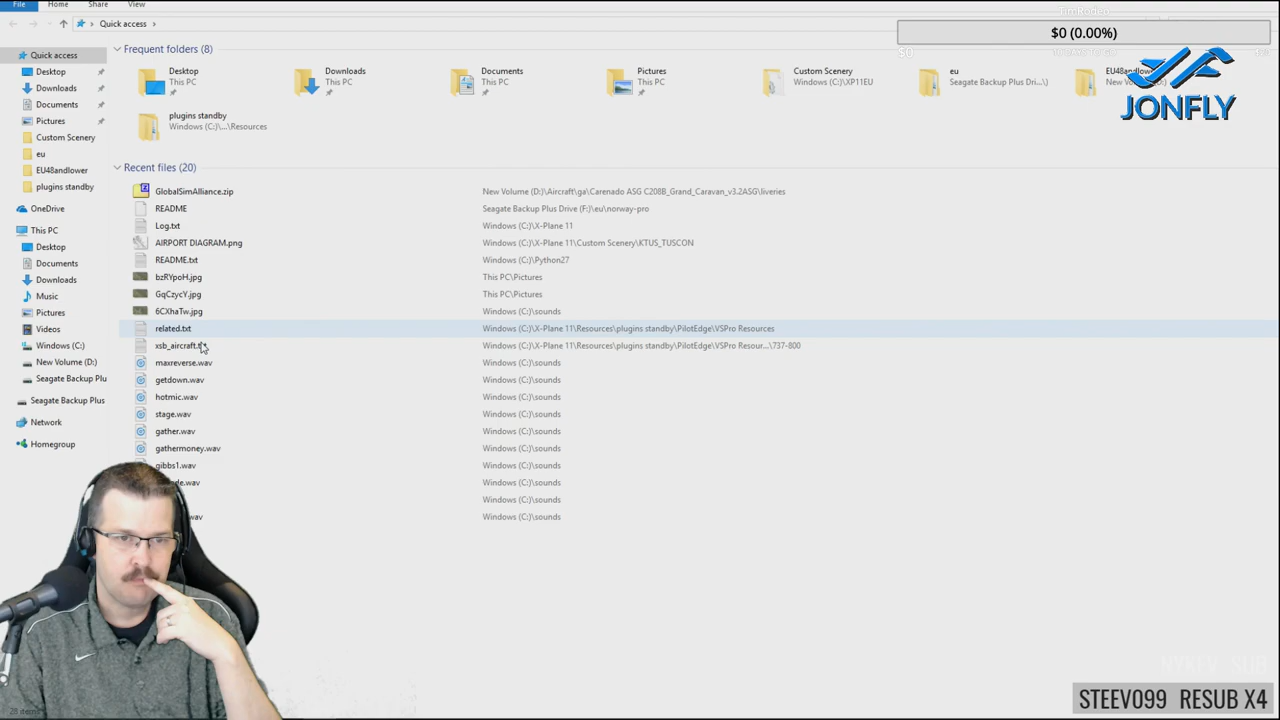 File Home Share View
TimRoden
Quick access
$0 (0.00%)
$0
Quick access
Desktop
Downloads
Documents
Pictures
Custom Scenery
eu
EU48andlower
plugins standby
OneDrive
This PC
Desktop
Documents
Downloads
Music
Pictures
Videos
Windows (C:)
New Volume (D:)
Seagate Backup Plu
Seagate Backup Plus
Network
Homegroup
Frequent folders (8)
Desktop
This PC
Downloads
This PC
Documents
This PC
Pictures
This PC
Custom Scenery
Windows (C:)\XP11EU
eu
Seagate Backup Plus Dri...\)
EU48andlower
JONFLY
plugins standby
Windows (C:)\...\Resources
Recent files (20)
GlobalSimAlliance.zip New Volume (D:)\Aircraft\ga\Carenado ASG C208B_Grand_Caravan_v3.2ASG\liveries
README Seagate Backup Plus Drive (F:)\eu\norway-pro
Log.txt Windows (C:)\X-Plane 11
AIRPORT DIAGRAM.png Windows (C:)\X-Plane 11\Custom Scenery\KTUS_TUSCON
README.txt Windows (C:)\Python27
bzRYpoH.jpg This PC\Pictures
GqCzycY.jpg This PC\Pictures
6CXhaTw.jpg Windows (C:)\sounds
related.txt Windows (C:)\X-Plane 11\Resources\plugins standby\PilotEdge\VSPro Resources
xsb_aircraft.txt Windows (C:)\X-Plane 11\Resources\plugins standby\PilotEdge\VSPro Resour...\737-800
maxreverse.wav Windows (C:)\sounds
getdown.wav Windows (C:)\sounds
hotmic.wav Windows (C:)\sounds
stage.wav Windows (C:)\sounds
gather.wav Windows (C:)\sounds
gathermoney.wav Windows (C:)\sounds
gibbs1.wav Windows (C:)\sounds
Windows (C:)\sounds
Windows (C:)\sounds
Windows (C:)\sounds
28 items
STEEV099 RESUB X4